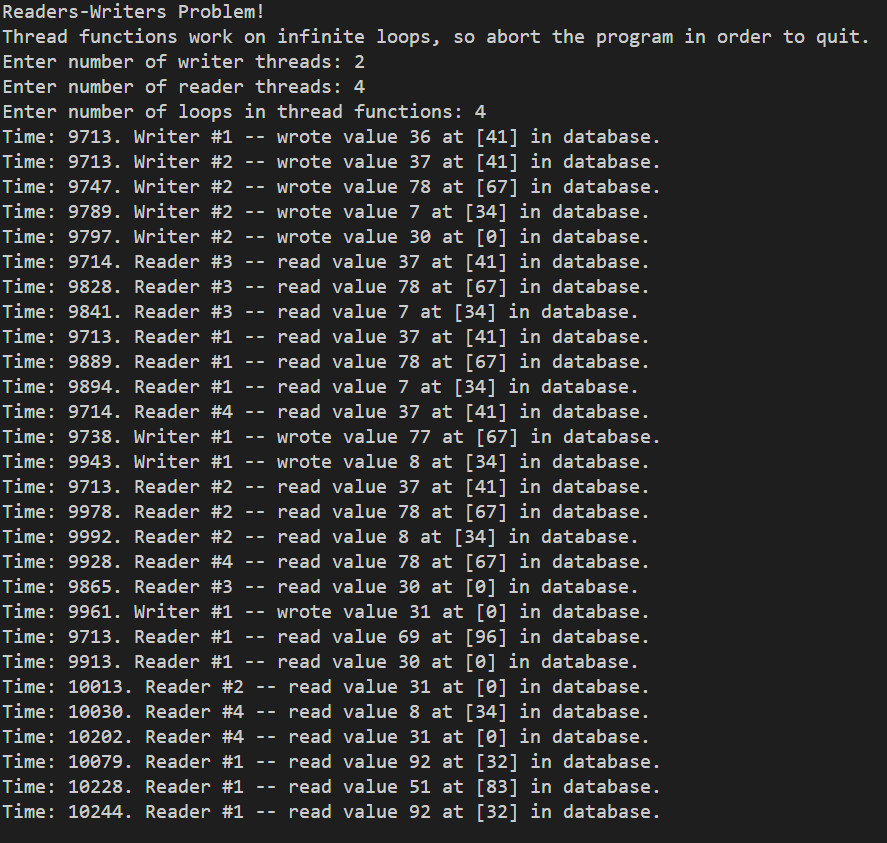 Readers-Writers Problem!
Thread functions work on infinite loops, so abort the program in order to quit.
Enter number of writer threads: 2
Enter number of reader threads: 4
Enter number of loops in thread functions: 4
Time: 9713. Writer #1 -- wrote value 36 at [41] in database.
Time: 9713. Writer #2 -- wrote value 37 at [41] in database.
Time: 9747. Writer #2 -- wrote value 78 at [67] in database.
Time: 9789. Writer #2 -- wrote value 7 at [34] in database.
Time: 9797. Writer #2 -- wrote value 30 at [0] in database.
Time: 9714. Reader #3 -- read value 37 at [41] in database.
Time: 9828. Reader #3 -- read value 78 at [67] in database.
Time: 9841. Reader #3 -- read value 7 at [34] in database.
Time: 9713. Reader #1 -- read value 37 at [41] in database.
Time: 9889. Reader #1 -- read value 78 at [67] in database.
Time: 9894. Reader #1 -- read value 7 at [34] in database.
Time: 9714. Reader #4 -- read value 37 at [41] in database.
Time: 9738. Writer #1 -- wrote value 77 at [67] in database.
Time: 9943. Writer #1 -- wrote value 8 at [34] in database.
Time: 9713. Reader #2 -- read value 37 at [41] in database.
Time: 9978. Reader #2 -- read value 78 at [67] in database.
Time: 9992. Reader #2 -- read value 8 at [34] in database.
Time: 9928. Reader #4 -- read value 78 at [67] in database.
Time: 9865. Reader #3 -- read value 30 at [0] in database.
Time: 9961. Writer #1 -- wrote value 31 at [0] in database.
Time: 9713. Reader #1 -- read value 69 at [96] in database.
Time: 9913. Reader #1 -- read value 30 at [0] in database.
Time: 10013. Reader #2 -- read value 31 at [0] in database.
Time: 10030. Reader #4 -- read value 8 at [34] in database.
Time: 10202. Reader #4 -- read value 31 at [0] in database.
Time: 10079. Reader #1 -- read value 92 at [32] in database.
Time: 10228. Reader #1 -- read value 51 at [83] in database.
Time: 10244. Reader #1 -- read value 92 at [32] in database.